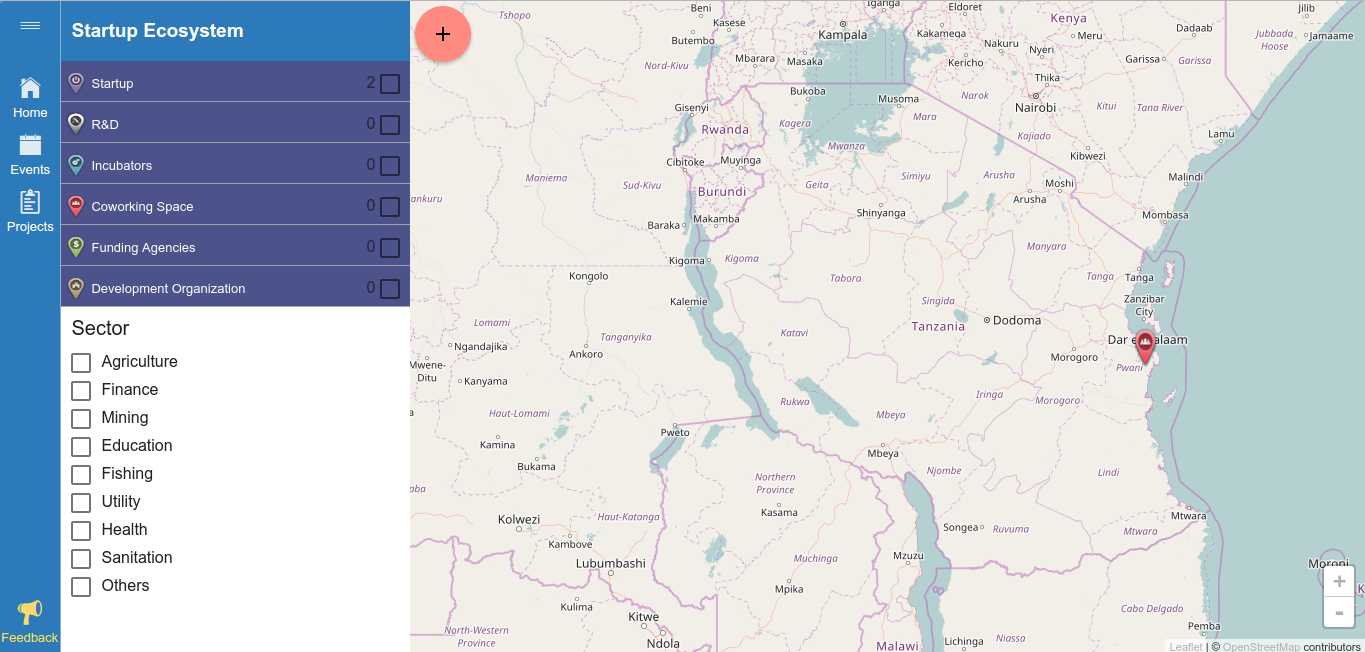 Startup Ecosystem
Home
Events
Projects
Feedback
Startup 2
R&D 0
Incubators 0
Coworking Space 0
Funding Agencies 0
Development Organization 0
Sector
Agriculture
Finance
Mining
Education
Fishing
Utility
Health
Sanitation
Others
+
Tshopo
Beni
Kasese
Iganga
Eldoret
Kenya
Jilib
Butembo
Kampala
Kakamega
Nakuru
Nyeri
Meru
Dadaab
Jubbada
Hoose
Jamaame
Nord-Kivu
Mbarara
Masaka
Kericho
Garissa
Garissa
Thika
Bukoba
Musoma
Narok
Nairobi
Kitui
Tana River
Gisenyi
Rwanda
Kagera
Mara
Kajiado
Lamu
Mwanza
Kibwezi
Cibitoke
Muyinga
Maniema
Sud-Kivu
Burundi
Geita
Simiyu
Arusha
Moshi
Malindi
ankuru
Arusha
Baraka
Makamba
Shinyanga
Mombasa
Manyara
Kigoma
Kigoma
Kongolo
Tabora
Tanga
Tanga
Kalemie
Singida
Zanzibar
City
Lomami
Tanganyika
Katavi
Tanzania
Dodoma
Ngandajika
Ankoro
Morogoro
Pwani
Mwene-
Ditu
Kanyama
Rukwa
Iringa
Morogoro
Haut-Lomami
Mbeya
Pweto
Kamina
Mbeya
Bukama
Northern
Province
Njombe
Lindi
aba
Kolwezi
Haut-Katanga
Kasama
Songea
Ruvuma
Mtwara
Mtwara
Kambove
Lubumbashi
Muchinga
Mzuzu
Moroni
Mpika
Kulima
Cabo Delgado
Kitwe
North-Western
Province
Ndola
Malawi
Lichinga
Niassa
Pemba
+
-
Leaflet | © OpenStreetMap contributors